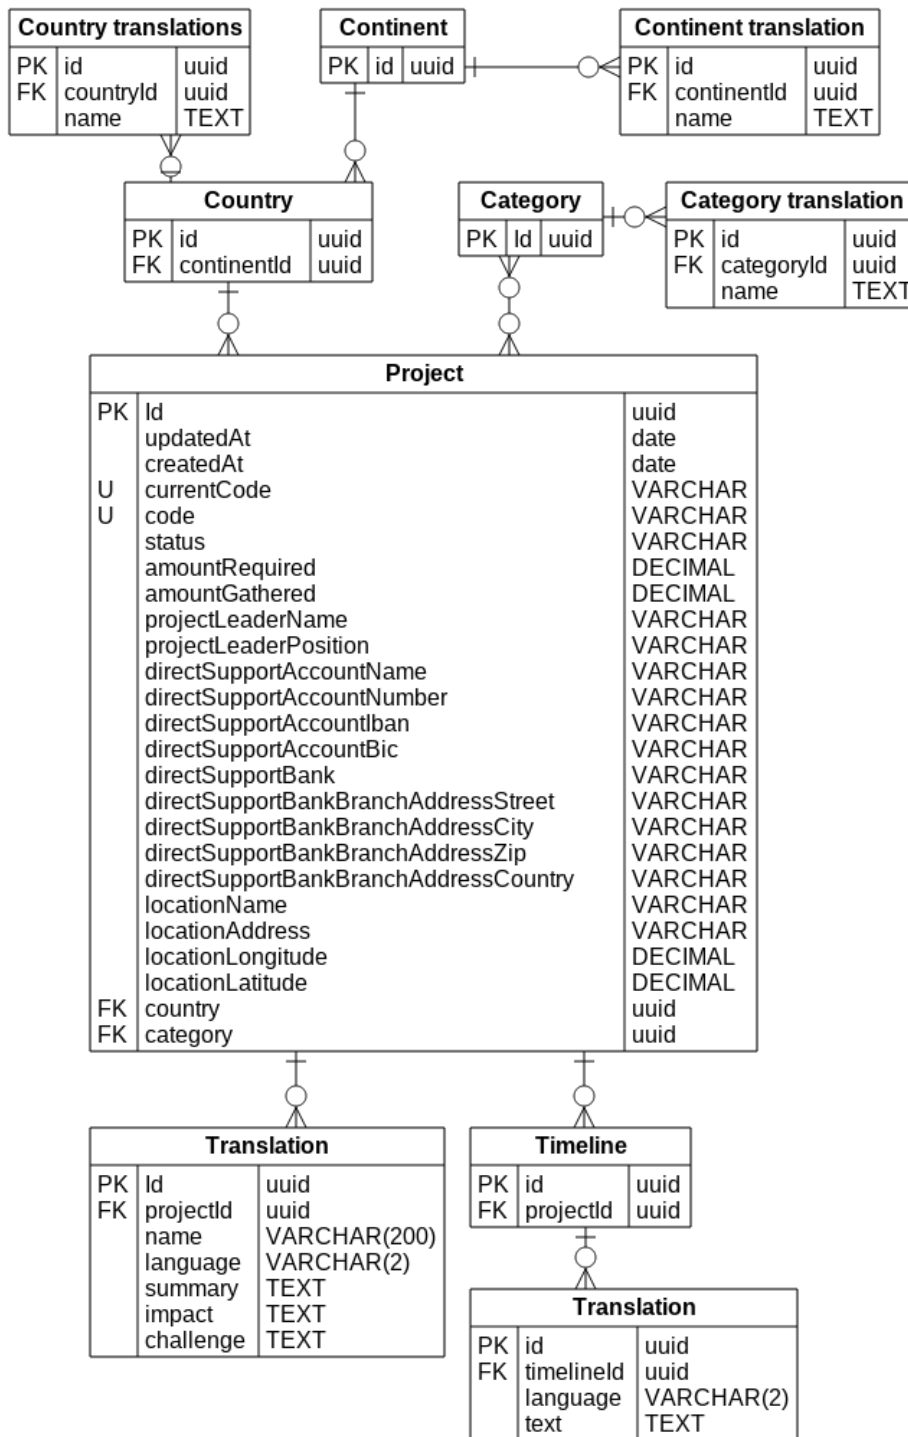 Country translations
PK id uuid
FK countryId uuid
name TEXT
Continent
PK id uuid
Continent translation
PK id uuid
FK continentId uuid
name TEXT
Country
PK id uuid
FK continentId uuid
Category
PK Id uuid
Category translation
PK id uuid
FK categoryId uuid
name TEXT
Project
PK Id uuid
updatedAt date
createdAt date
U currentCode VARCHAR
U code VARCHAR
status VARCHAR
amountRequired DECIMAL
amountGathered DECIMAL
projectLeaderName VARCHAR
projectLeaderPosition VARCHAR
directSupportAccountName VARCHAR
directSupportAccountNumber VARCHAR
directSupportAccountIban VARCHAR
directSupportAccountBic VARCHAR
directSupportBank VARCHAR
directSupportBankBranchAddressStreet VARCHAR
directSupportBankBranchAddressCity VARCHAR
directSupportBankBranchAddressZip VARCHAR
directSupportBankBranchAddressCountry VARCHAR
locationName VARCHAR
locationAddress VARCHAR
locationLongitude DECIMAL
locationLatitude DECIMAL
FK country uuid
FK category uuid
Translation
PK Id uuid
FK projectId uuid
name VARCHAR(200)
language VARCHAR(2)
summary TEXT
impact TEXT
challenge TEXT
Timeline
PK id uuid
FK projectId uuid
Translation
PK id uuid
FK timelineId uuid
language VARCHAR(2)
text TEXT